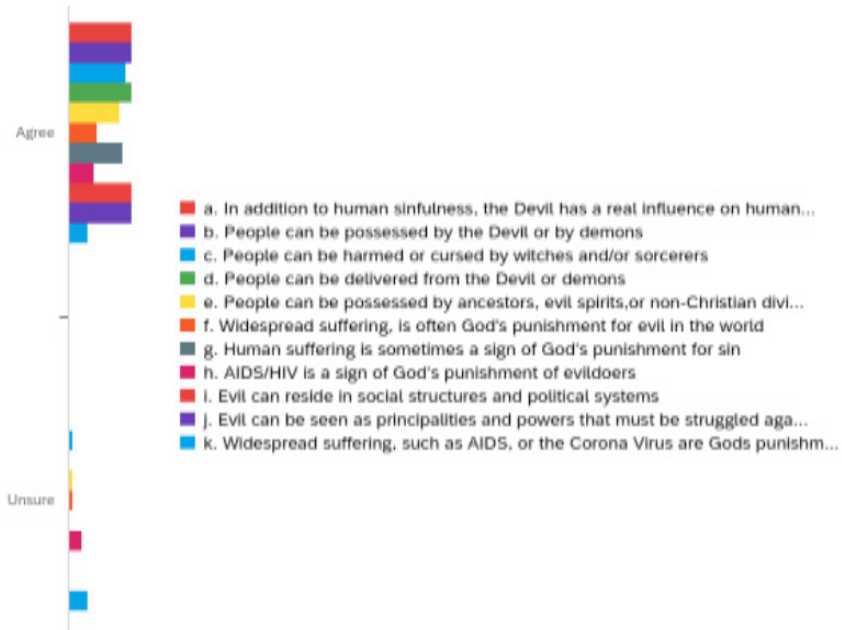 Agree
a. In addition to human sinfulness, the Devil has a real influence on human...
b. People can be possessed by the Devil or by demons
c. People can be harmed or cursed by witches and/or sorcerers
d. People can be delivered from the Devil or demons
e. People can be possessed by ancestors, evil spirits,or non-Christian divi...
f. Widespread suffering, is often God's punishment for evil in the world
g. Human suffering is sometimes a sign of God's punishment for sin
h. AIDS/HIV is a sign of God's punishment of evildoers
i. Evil can reside in social structures and political systems
j. Evil can be seen as principalities and powers that must be struggled aga...
k. Widespread suffering, such as AIDS, or the Corona Virus are Gods punishm...
Unsure